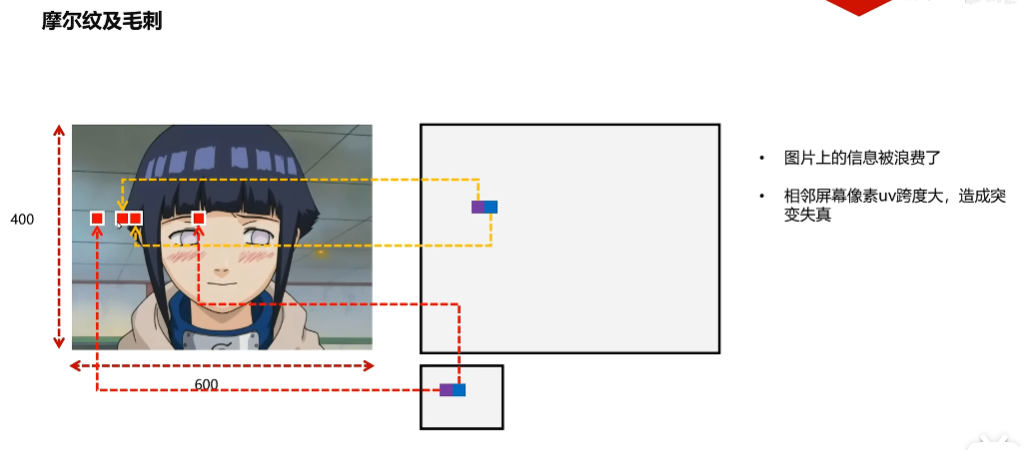 摩尔纹及毛刺
• 图片上的信息被浪费了
• 相邻屏幕像素uv跨度大，造成突
变失真
400
600